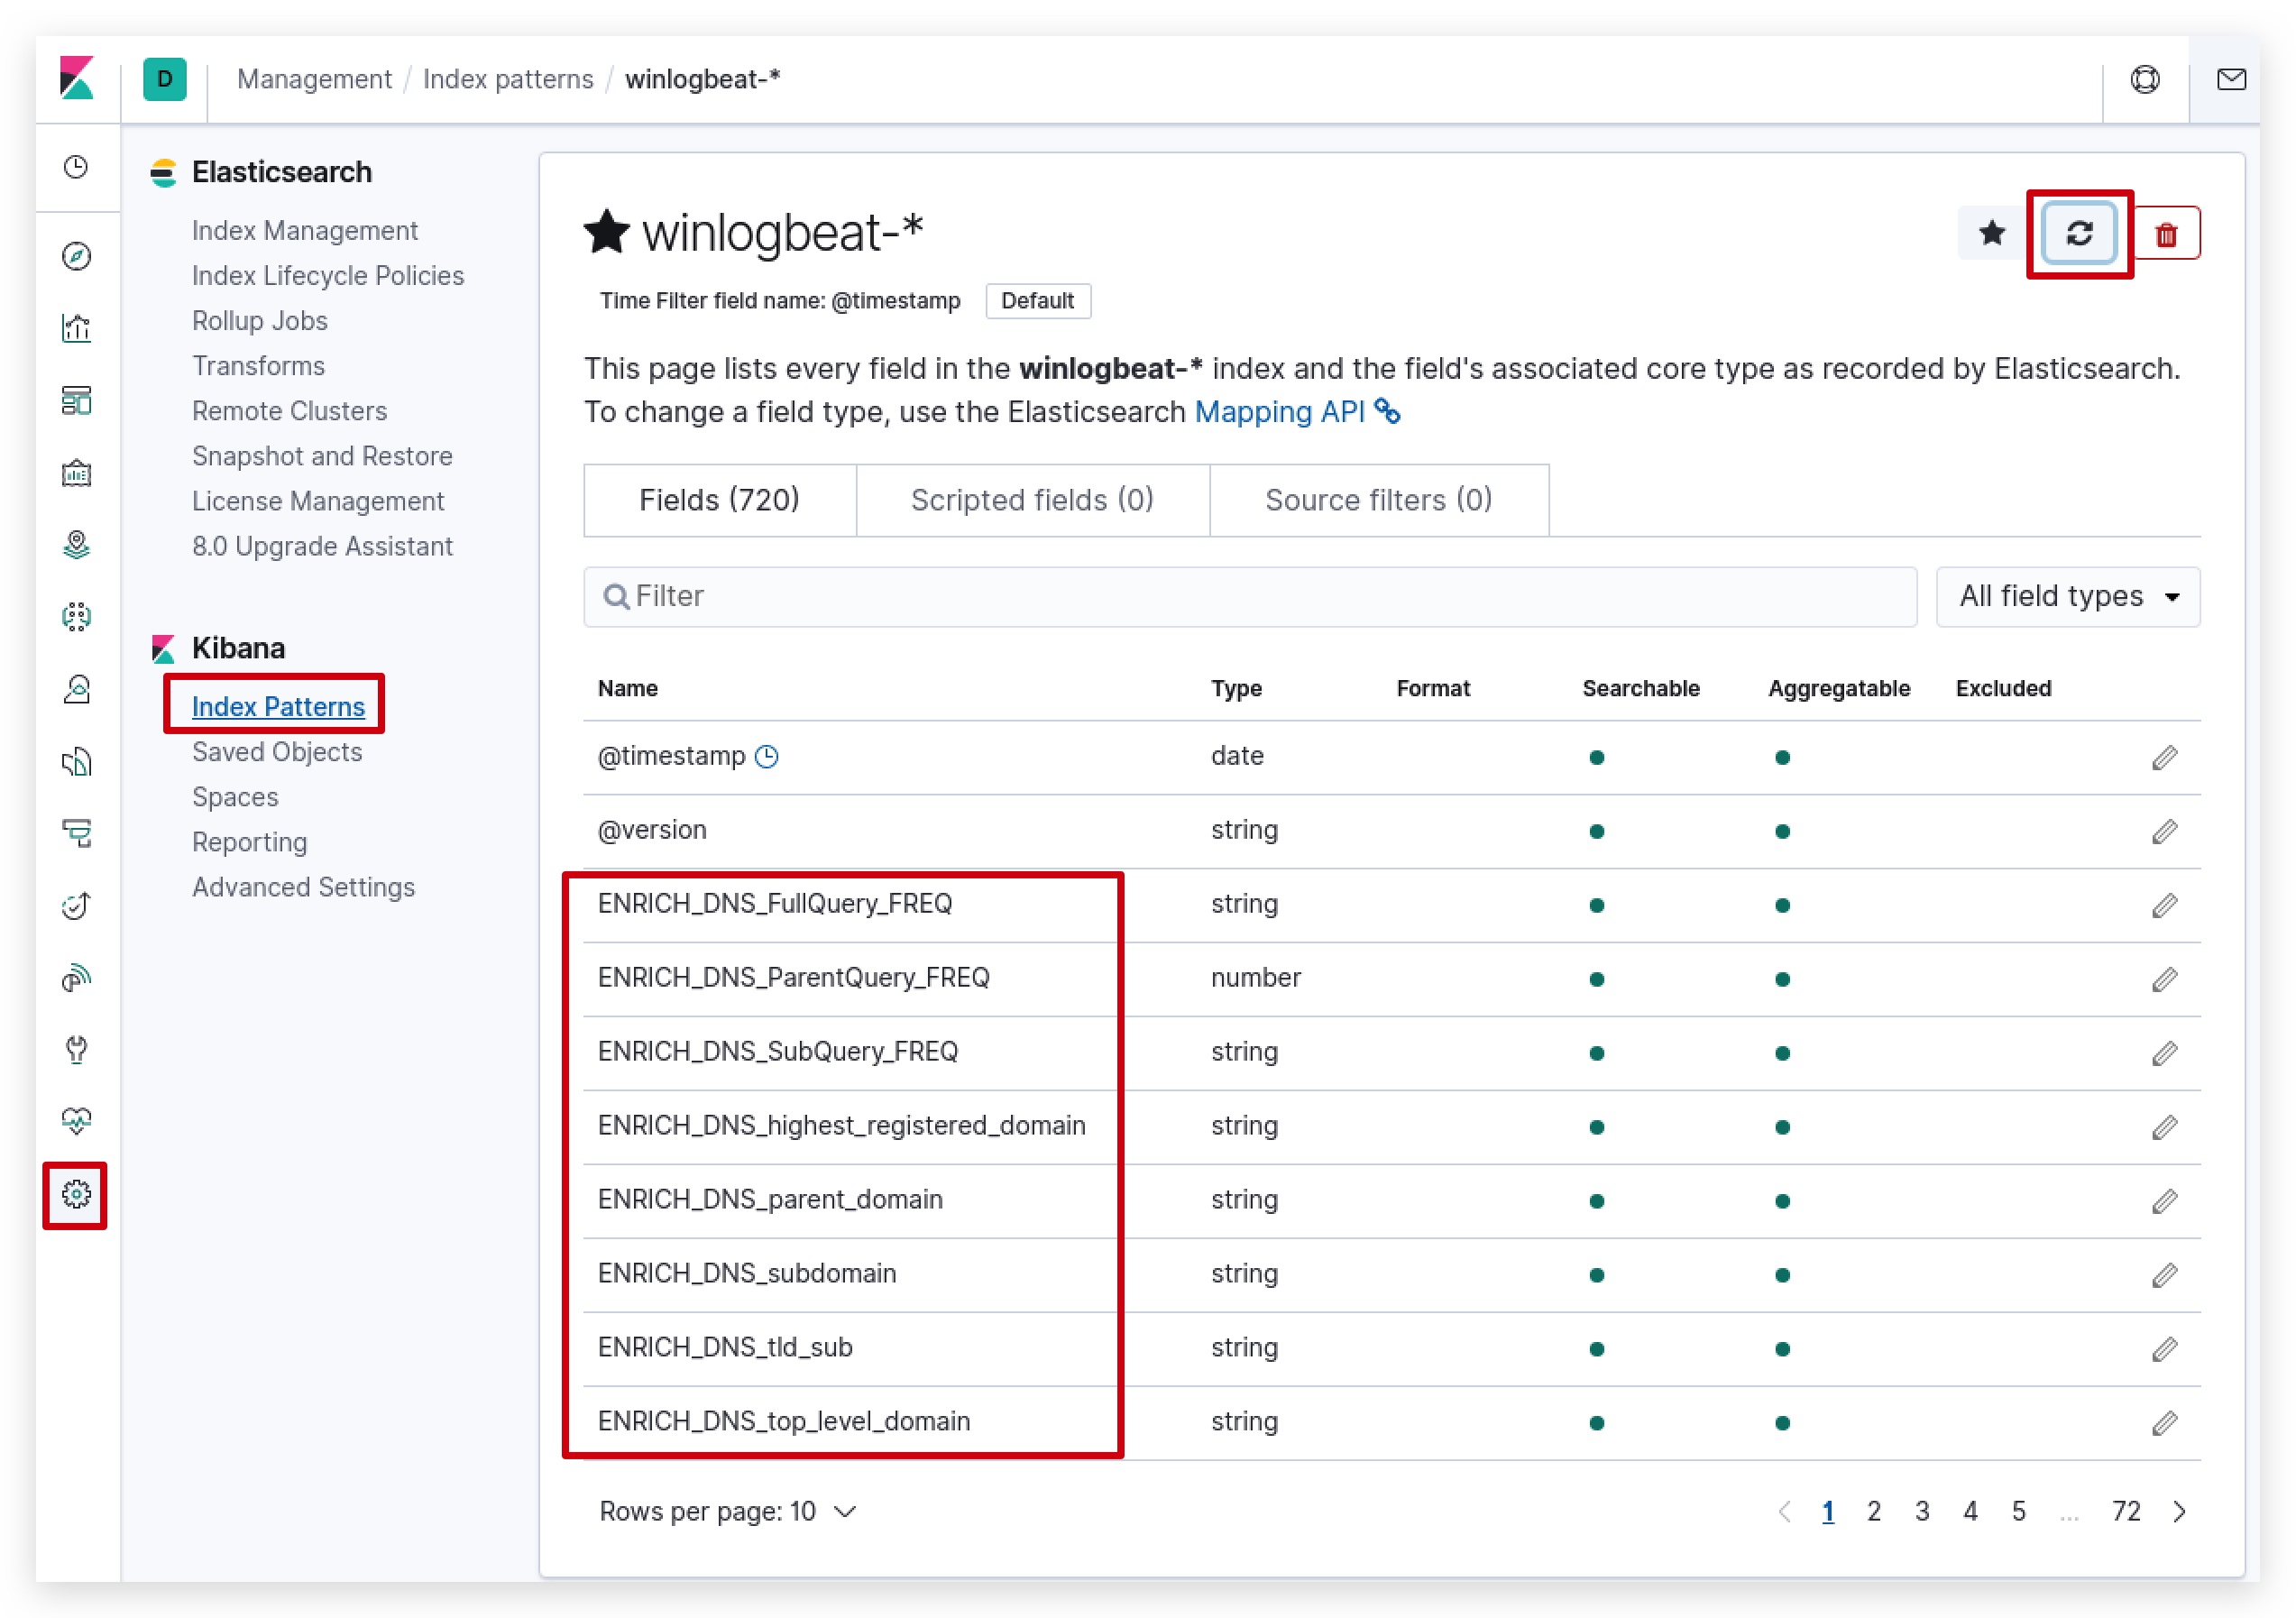 D
Management / Index patterns / winlogbeat-*
Elasticsearch
Index Management
Index Lifecycle Policies
Rollup Jobs
Transforms
Remote Clusters
Snapshot and Restore
License Management
8.0 Upgrade Assistant
Kibana
Index Patterns
Saved Objects
Spaces
Reporting
Advanced Settings
winlogbeat-*
Time Filter field name: @timestamp Default
This page lists every field in the winlogbeat-* index and the field's associated core type as recorded by Elasticsearch.
To change a field type, use the Elasticsearch Mapping API
Fields (720) Scripted fields (0) Source filters (0)
Filter All field types
Name Type Format Searchable Aggregatable Excluded
@timestamp date
@version string
ENRICH_DNS_FullQuery_FREQ string
ENRICH_DNS_ParentQuery_FREQ number
ENRICH_DNS_SubQuery_FREQ string
ENRICH_DNS_highest_registered_domain string
ENRICH_DNS_parent_domain string
ENRICH_DNS_subdomain string
ENRICH_DNS_tld_sub string
ENRICH_DNS_top_level_domain string
Rows per page: 10 1 2 3 4 5 ... 72